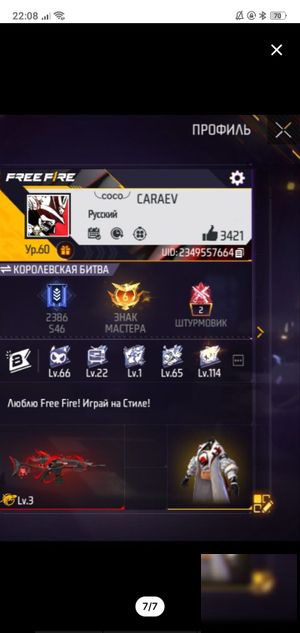 22:08
70
ПРОФИЛЬ
FREE FIRE
COCO CARAEV
Русский
3421
Ур.60
UID: 2349557664
КОРОЛЕВСКАЯ БИТВА
2
23B6
S46
ЗНАК
МАСТЕРА
ШТУРМОВИК
Lv.66 Lv.22 Lv.1 Lv.65 Lv.114
Люблю Free Fire! Играй на Стиле!
Lv.3
7/7